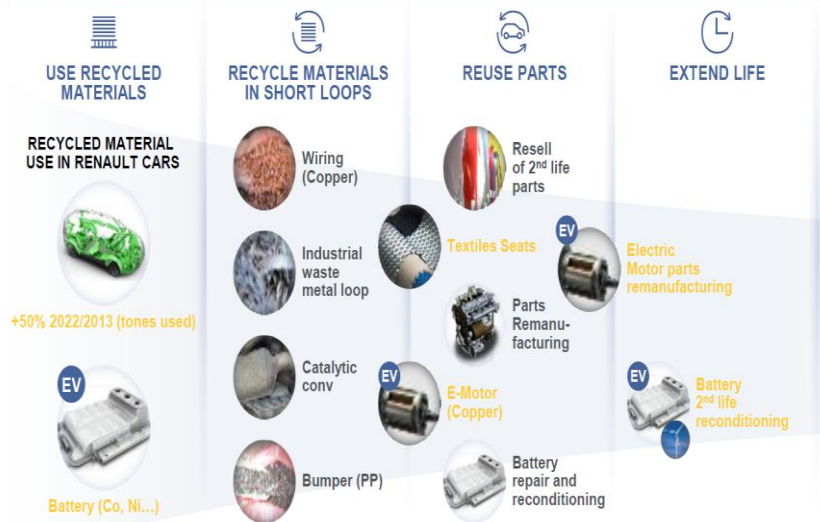 USE RECYCLED
MATERIALS
RECYCLED MATERIAL
USE IN RENAULT CARS
+50% 2022/2013 (tones used)
EV
Battery (Co, Ni...)
RECYCLE MATERIALS
IN SHORT LOOPS
Wiring
(Copper)
Industrial
waste
metal loop
Catalytic
conv
Bumper (PP)
Textiles Seats
EV
E-Motor
(Copper)
REUSE PARTS
Resell
of 2nd life
parts
Parts
Remanu-
facturing
Battery
repair and
reconditioning
EV
Electric
Motor parts
remanufacturing
EXTEND LIFE
EV
Battery
2nd life
reconditioning